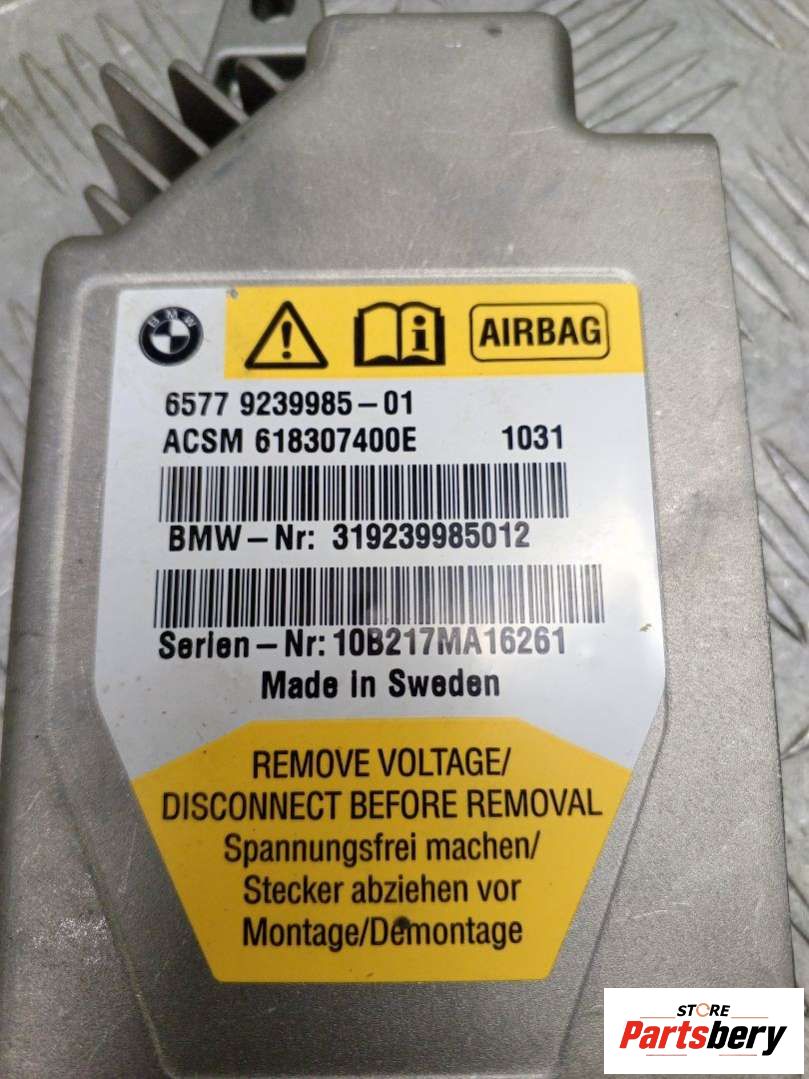 BMW
AIRBAG
6577 9239985-01
ACSM 618307400E 1031
BMW-Nr: 319239985012
Serien-Nr: 10B217MA16261
Made in Sweden
REMOVE VOLTAGE/
DISCONNECT BEFORE REMOVAL
Spannungsfrei machen/
Stecker abziehen vor
Montage/Demontage
STORE
Partsbery